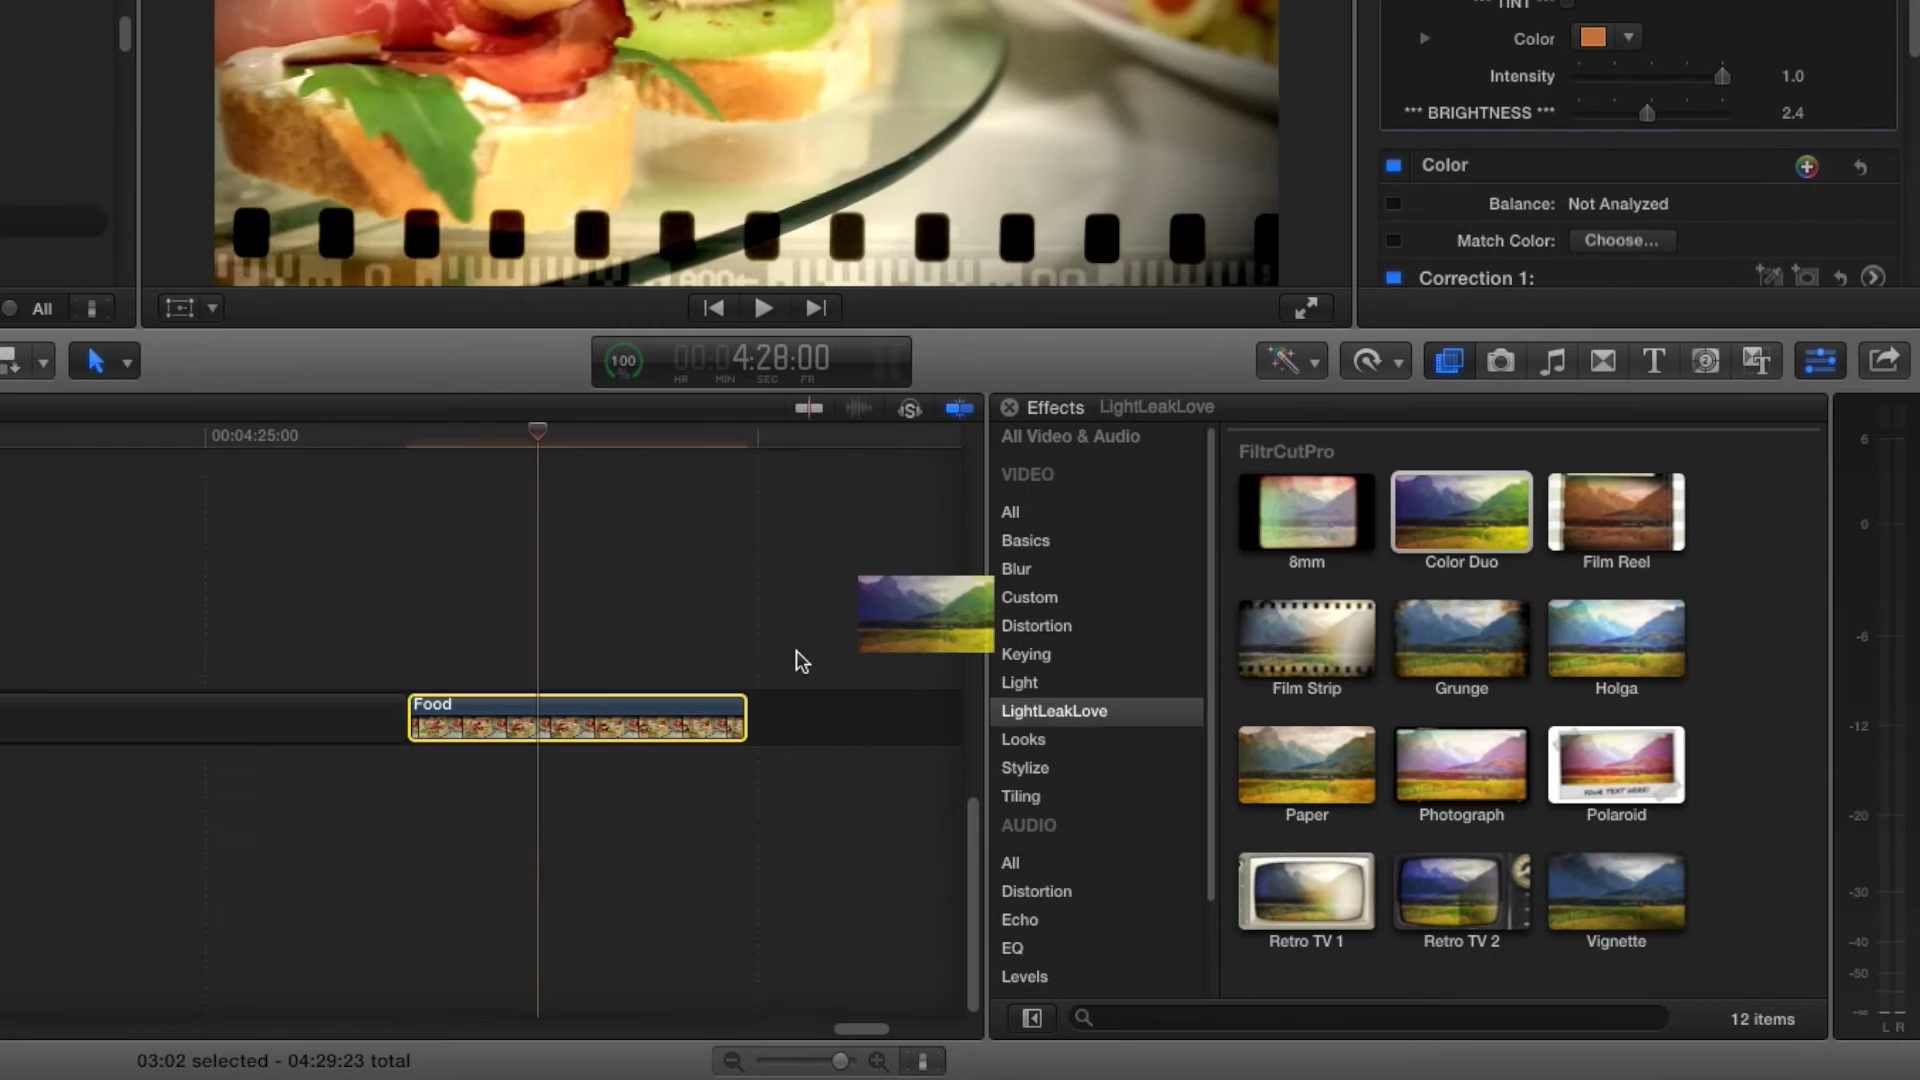 *** TINT ***
Color
Intensity
1.0
*** BRIGHTNESS ***
2.4
Color
Balance: Not Analyzed
Match Color: Choose...
Correction 1:
All
100
%
00:04:28:00
HR MIN SEC FR
T
2
T
S
Effects LightLeakLove
00:04:25:00
All Video & Audio
VIDEO
All
Basics
Blur
Custom
Distortion
Keying
Light
LightLeakLove
Looks
Stylize
Tiling
AUDIO
All
Distortion
Echo
EQ
Levels
FiltrCutPro
8mm
Color Duo
Film Reel
Film Strip
Grunge
Holga
Paper
Photograph
YOUR TEXT HERE!
Polaroid
Retro TV 1
Retro TV 2
Vignette
Food
12 items
6
0
-6
-12
-20
-30
-40
-50
-∞
L R
03:02 selected - 04:29:23 total